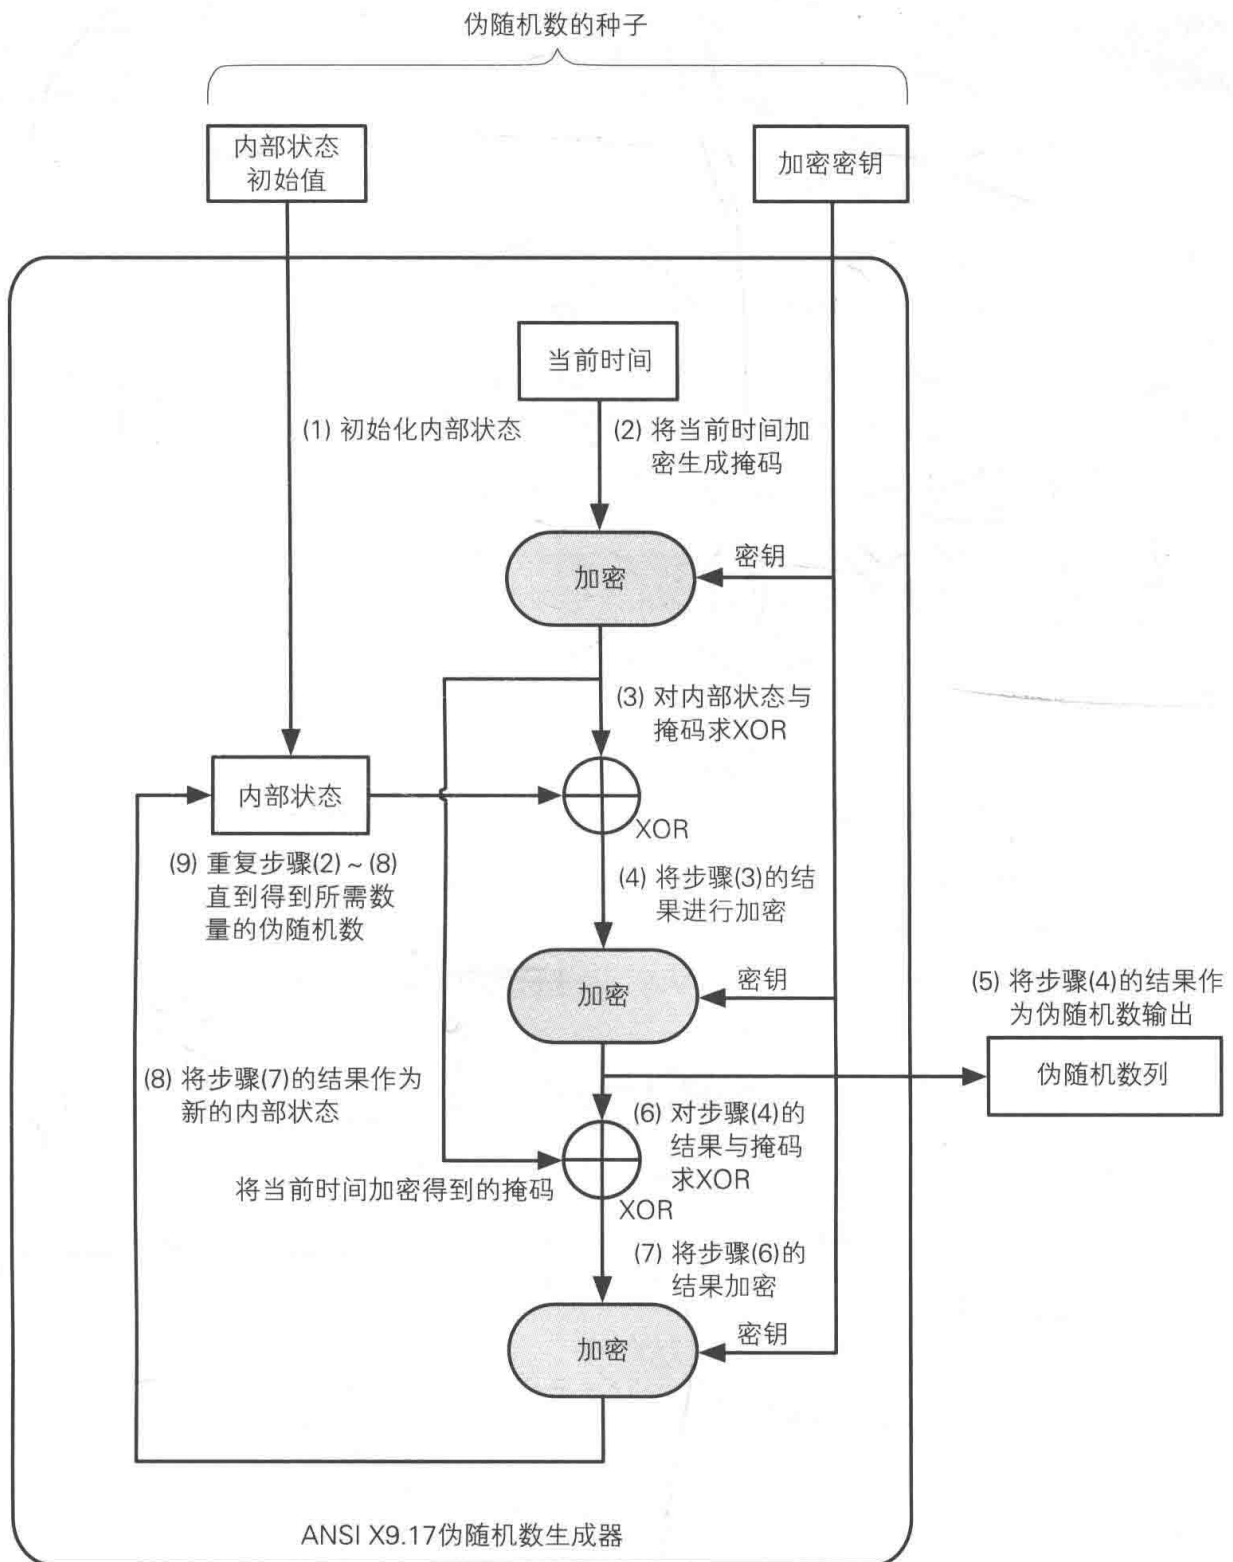 伪随机数的种子
内部状态
初始值
加密密钥
当前时间
(1) 初始化内部状态
(2) 将当前时间加
密生成掩码
加密
密钥
(3) 对内部状态与
掩码求XOR
内部状态
XOR
(9) 重复步骤(2)~(8)
直到得到所需数
量的伪随机数
(4) 将步骤(3)的结
果进行加密
加密
密钥
(5) 将步骤(4)的结果作
为伪随机数输出
伪随机数列
(8) 将步骤(7)的结果作为
新的内部状态
(6) 对步骤(4)的
结果与掩码
求XOR
将当前时间加密得到的掩码
XOR
(7) 将步骤(6)的
结果加密
加密
密钥
ANSI X9.17伪随机数生成器